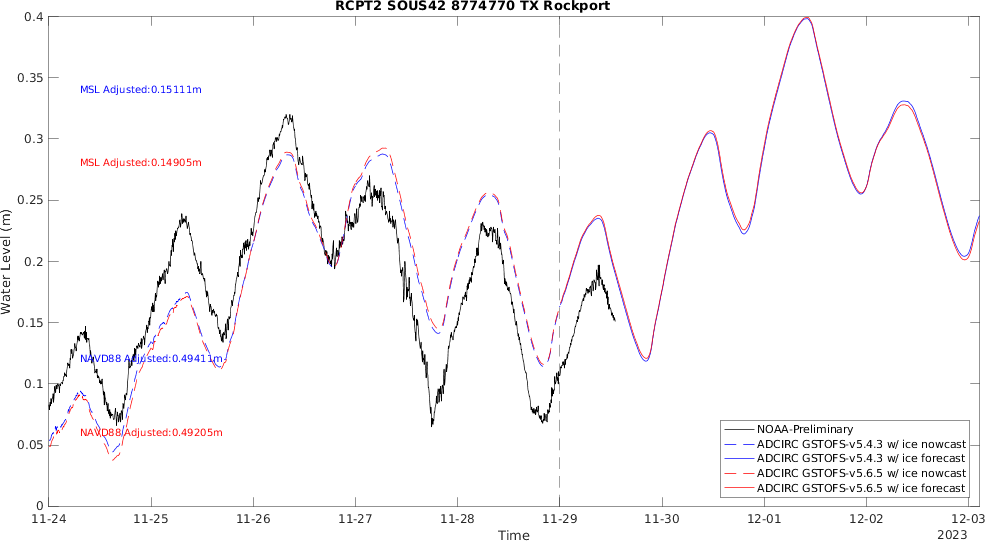 RCPT2 SOUS42 8774770 TX Rockport
0.4
0.35
0.3
0.25
0.2
0.15
0.1
0.05
0
Water Level (m)
MSL Adjusted:0.15111m
MSL Adjusted:0.14905m
NAVD88 Adjusted:0.49411m
NAVD88 Adjusted:0.49205m
NOAA-Preliminary
ADCIRC GSTOFS-v5.4.3 w/ ice nowcast
ADCIRC GSTOFS-v5.4.3 w/ ice forecast
ADCIRC GSTOFS-v5.6.5 w/ ice nowcast
ADCIRC GSTOFS-v5.6.5 w/ ice forecast
11-24 11-25 11-26 11-27 11-28 11-29 11-30 12-01 12-02 12-03
Time
2023